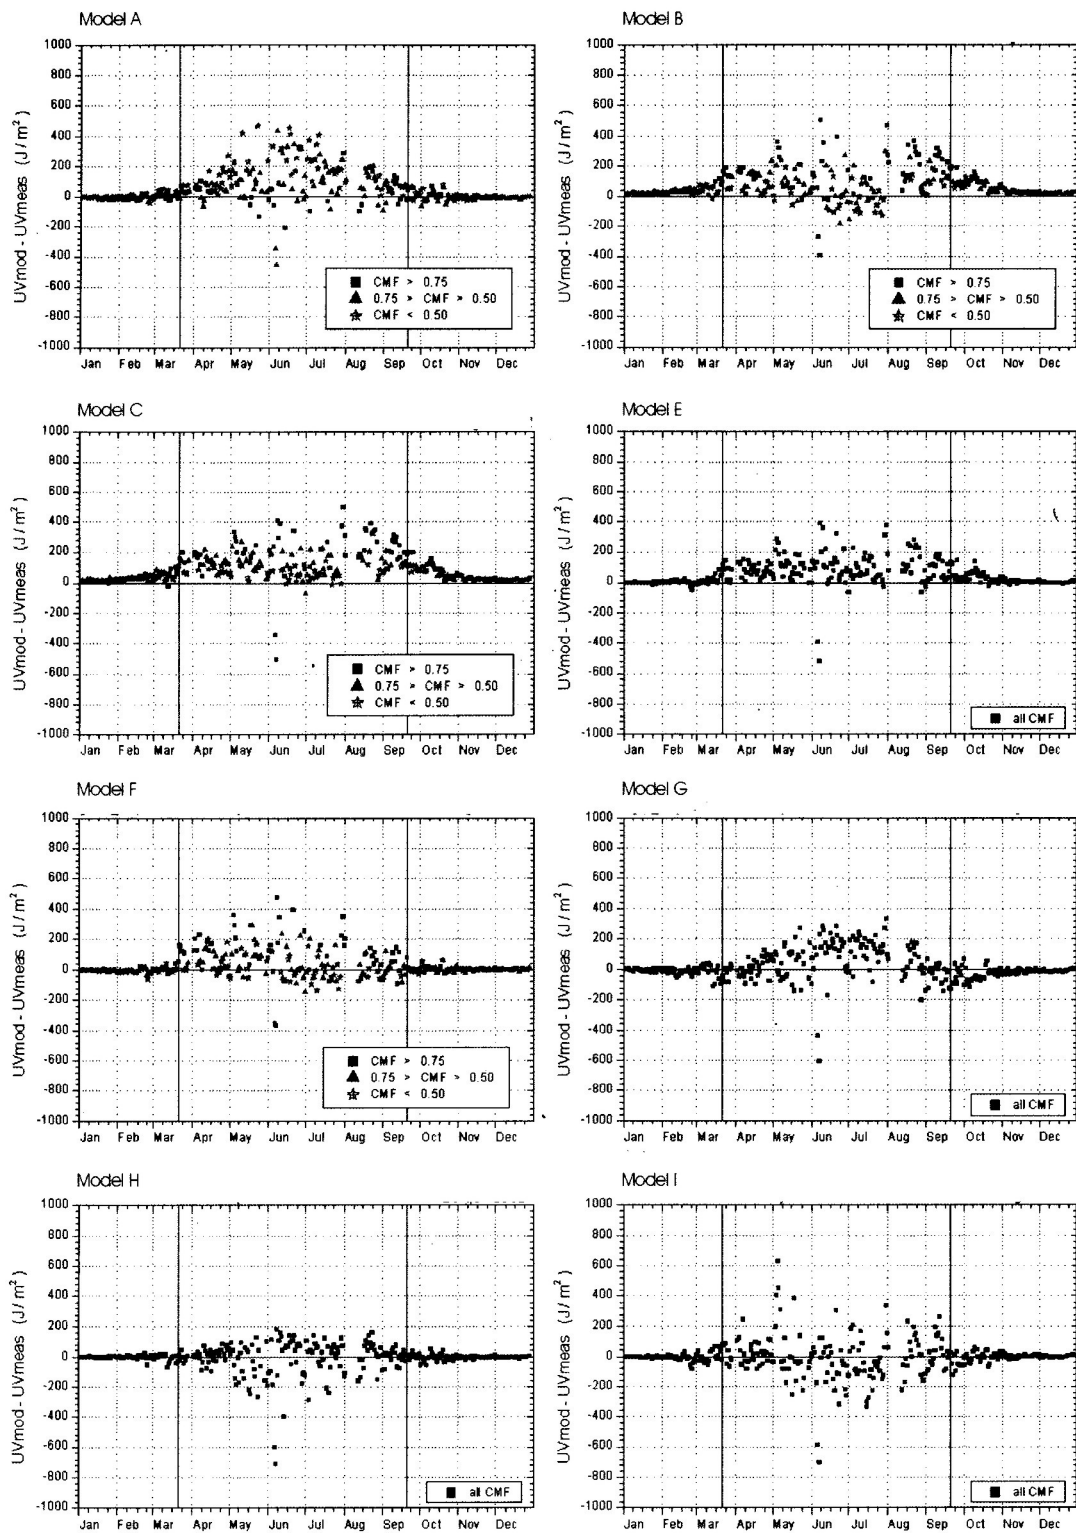 Model A
1000
800
600
400
200
0
-200
-400
-600
-800
-1000
UVmod - UVmeas (J / m²)
CMF > 0.75
0.75 > CMF > 0.50
CMF < 0.50
Jan Feb Mar Apr May Jun Jul Aug Sep Oct Nov Dec
Model B
1000
800
600
400
200
0
-200
-400
-600
-800
-1000
UVmod - UVmeas (J / m²)
CMF > 0.75
0.75 > CMF > 0.50
CMF < 0.50
Jan Feb Mar Apr May Jun Jul Aug Sep Oct Nov Dec
Model C
1000
800
600
400
200
0
-200
-400
-600
-800
-1000
UVmod - UVmeas (J / m²)
CMF > 0.75
0.75 > CMF > 0.50
CMF < 0.50
Jan Feb Mar Apr May Jun Jul Aug Sep Oct Nov Dec
Model E
1000
800
600
400
200
0
-200
-400
-600
-800
-1000
UVmod - UVmeas (J / m²)
all CMF
Jan Feb Mar Apr May Jun Jul Aug Sep Oct Nov Dec
Model F
1000
800
600
400
200
0
-200
-400
-600
-800
-1000
UVmod - UVmeas (J / m²)
CMF > 0.75
0.75 > CMF > 0.50
CMF < 0.50
Jan Feb Mar Apr May Jun Jul Aug Sep Oct Nov Dec
Model G
1000
800
600
400
200
0
-200
-400
-600
-800
-1000
UVmod - UVmeas (J / m²)
all CMF
Jan Feb Mar Apr May Jun Jul Aug Sep Oct Nov Dec
Model H
1000
800
600
400
200
0
-200
-400
-600
-800
-1000
UVmod - UVmeas (J / m²)
all CMF
Jan Feb Mar Apr May Jun Jul Aug Sep Oct Nov Dec
Model I
1000
800
600
400
200
0
-200
-400
-600
-800
-1000
UVmod - UVmeas (J / m²)
all CMF
Jan Feb Mar Apr May Jun Jul Aug Sep Oct Nov Dec